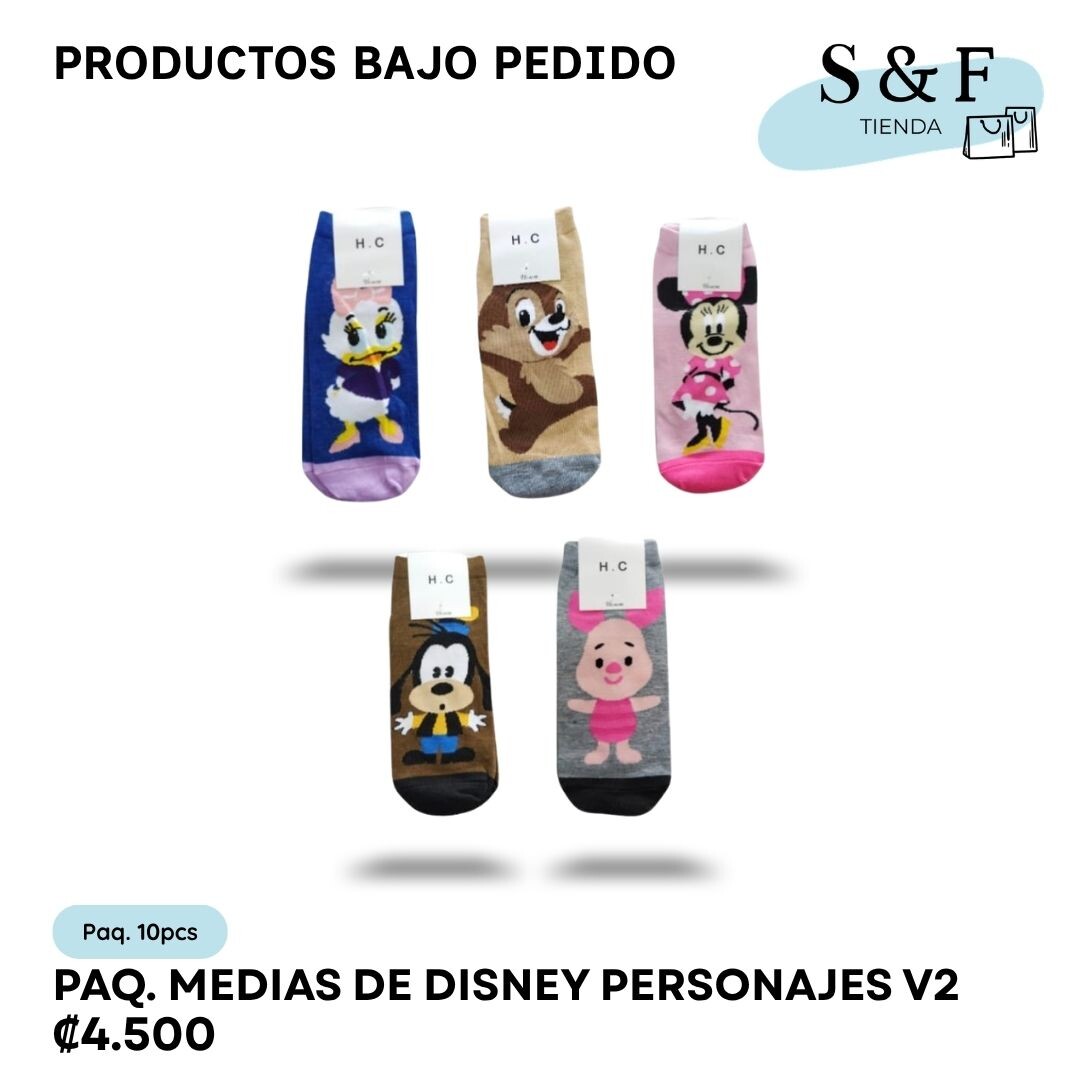 PRODUCTOS BAJO PEDIDO
S & F
TIENDA
H.C
H.C
H.C
H.C
H.C
Paq. 10pcs
PAQ. MEDIAS DE DISNEY PERSONAJES V2
₡4.500